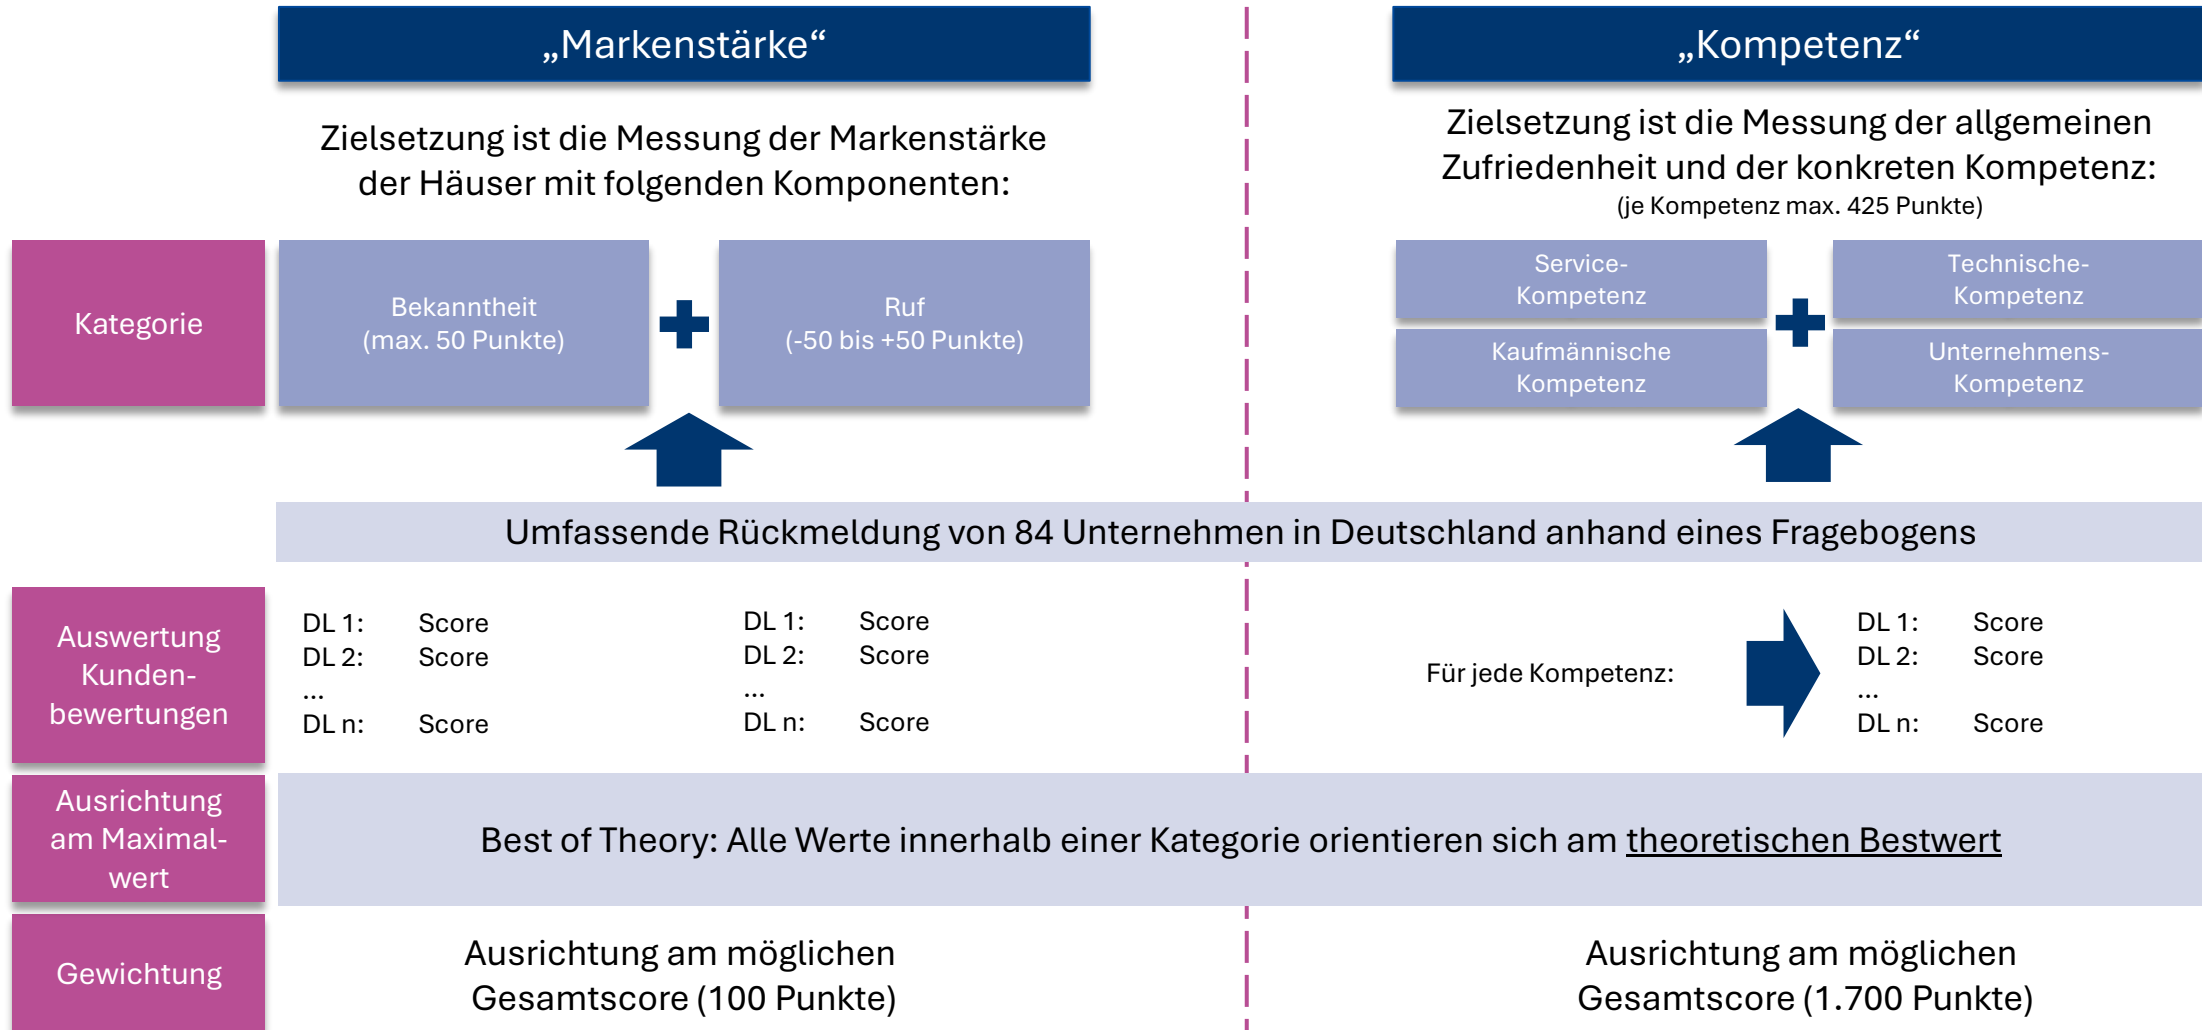 „Markenstärke“
„Kompetenz“
Zielsetzung ist die Messung der Markenstärke
der Häuser mit folgenden Komponenten:
Zielsetzung ist die Messung der allgemeinen
Zufriedenheit und der konkreten Kompetenz:
(je Kompetenz max. 425 Punkte)
Kategorie
Bekanntheit
(max. 50 Punkte)
Ruf
(-50 bis +50 Punkte)
Service-
Kompetenz
Technische-
Kompetenz
Kaufmännische
Kompetenz
Unternehmens-
Kompetenz
Umfassende Rückmeldung von 84 Unternehmen in Deutschland anhand eines Fragebogens
Auswertung
Kunden-
bewertungen
DL 1: Score
DL 2: Score
...
DL n: Score
DL 1: Score
DL 2: Score
...
DL n: Score
Für jede Kompetenz:
DL 1: Score
DL 2: Score
...
DL n: Score
Ausrichtung
am Maximal-
wert
Best of Theory: Alle Werte innerhalb einer Kategorie orientieren sich am theoretischen Bestwert
Gewichtung
Ausrichtung am möglichen
Gesamtscore (100 Punkte)
Ausrichtung am möglichen
Gesamtscore (1.700 Punkte)